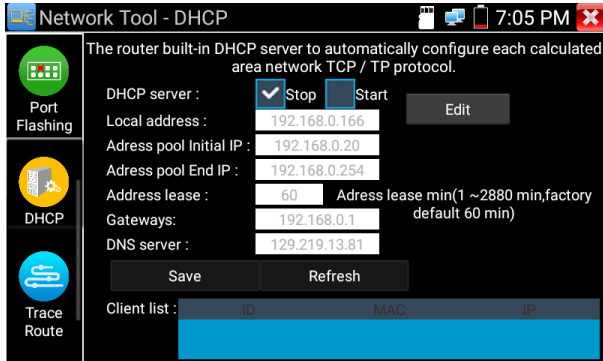 Network Tool - DHCP
7:05 PM
The router built-in DHCP server to automatically configure each calculated
area network TCP / TP protocol.
Port
Flashing
DHCP
Trace
Route
DHCP server :
Stop
Start
Edit
Local address :
192.168.0.166
Adress pool Initial IP :
192.168.0.20
Adress pool End IP :
192.168.0.254
Address lease :
60
Adress lease min(1 ~2880 min,factory
default 60 min)
Gateways:
192.168.0.1
DNS server :
129.219.13.81
Save
Refresh
Client list :
ID
MAC
IP